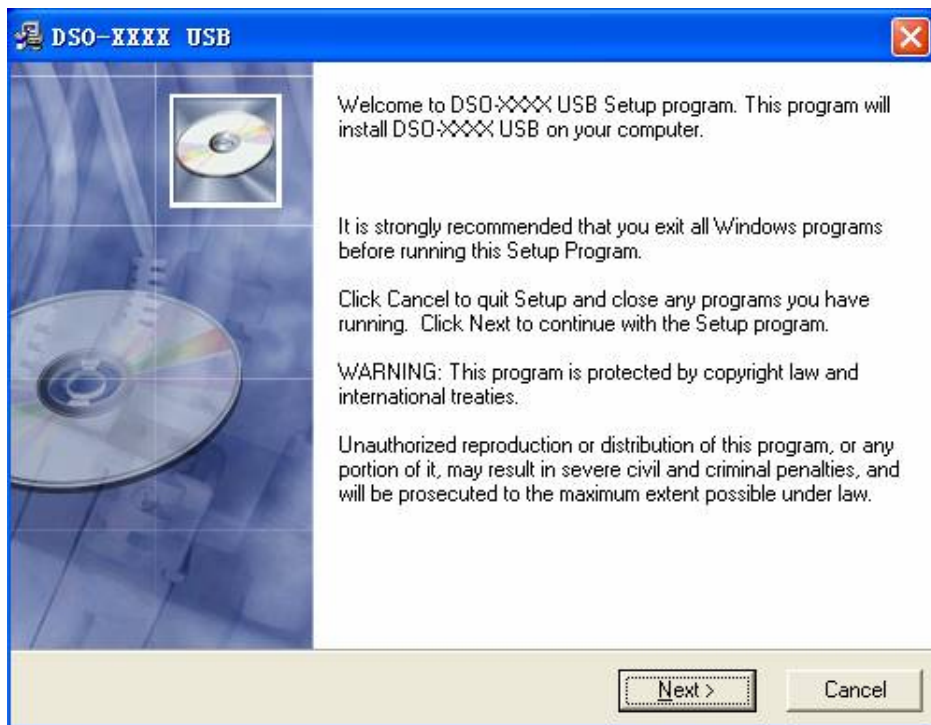 DSO-XXXX USB
Welcome to DSO-XXXX USB Setup program. This program will
install DSO-XXXX USB on your computer.
It is strongly recommended that you exit all Windows programs
before running this Setup Program.
Click Cancel to quit Setup and close any programs you have
running.  Click Next to continue with the Setup program.
WARNING: This program is protected by copyright law and
international treaties.
Unauthorized reproduction or distribution of this program, or any
portion of it, may result in severe civil and criminal penalties, and
will be prosecuted to the maximum extent possible under law.
Next >
Cancel